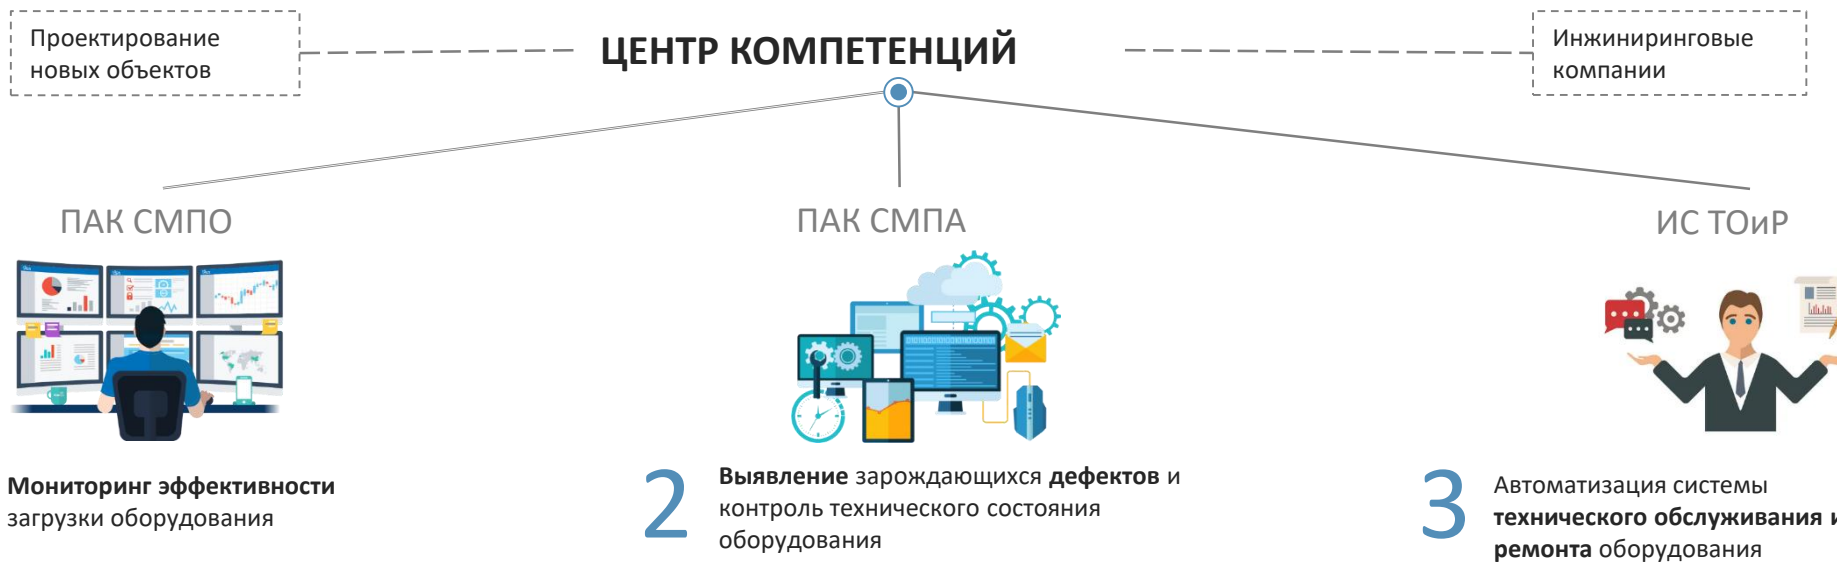 Проектирование
новых объектов
ЦЕНТР КОМПЕТЕНЦИЙ
Инжиниринговые
компании
ПАК СМПО
ПАК СМПА
ИС ТОиР
Мониторинг эффективности
загрузки оборудования
2
Выявление зарождающихся дефектов и
контроль технического состояния
оборудования
3
Автоматизация системы
технического обслуживания и
ремонта оборудования